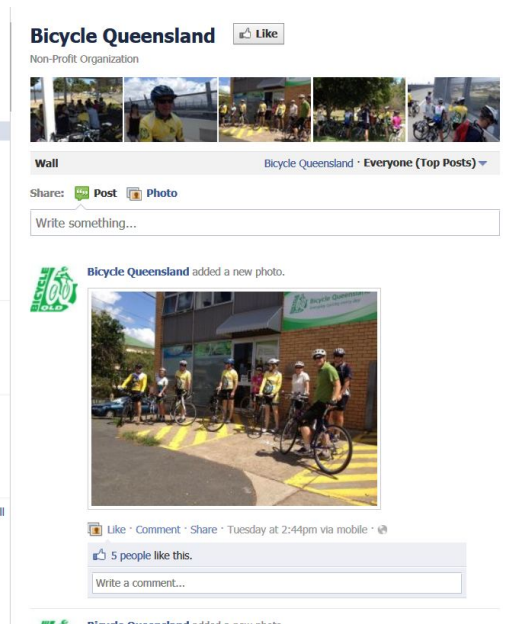 Bicycle Queensland
Like
Non-Profit Organization
Wall
Bicycle Queensland · Everyone (Top Posts)
Share: Post Photo
Write something...
BICYCLE
QLD
Bicycle Queensland added a new photo.
Bicycle Queensland
Like · Comment · Share · Tuesday at 2:44pm via mobile ·
5 people like this.
Write a comment...
Bicycle Queensland added a new photo.